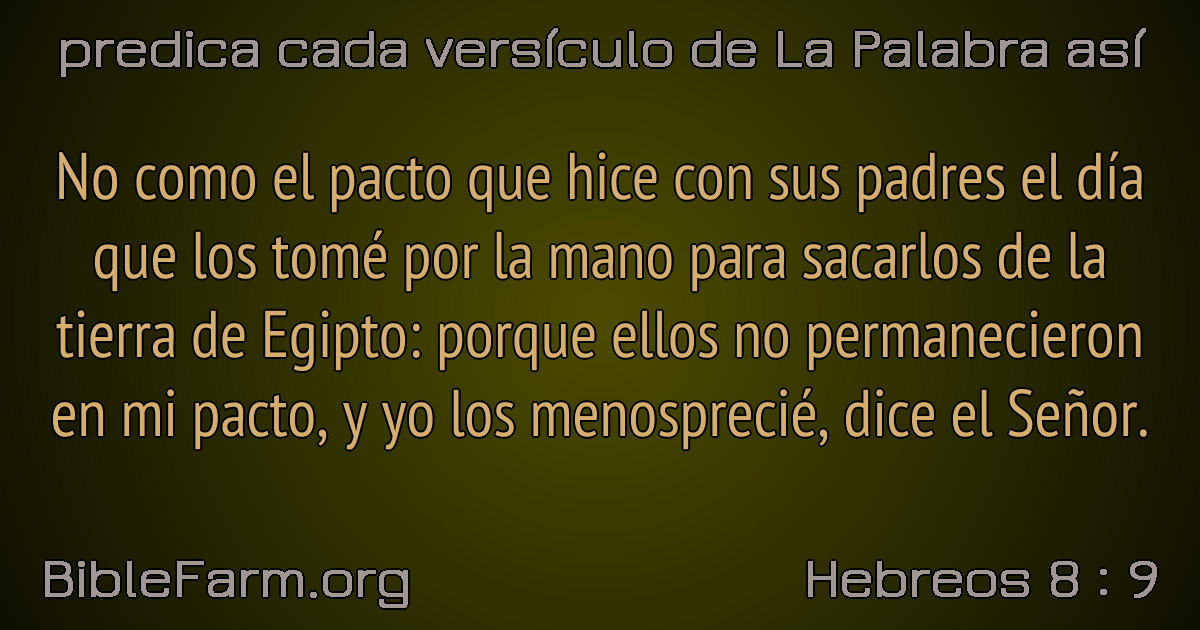 predica cada versículo de La Palabra así
No como el pacto que hice con sus padres el día
que los tomé por la mano para sacarlos de la
tierra de Egipto: porque ellos no permanecieron
en mi pacto, y yo los menosprecié, dice el Señor.
BibleFarm.org
Hebreos 8 : 9